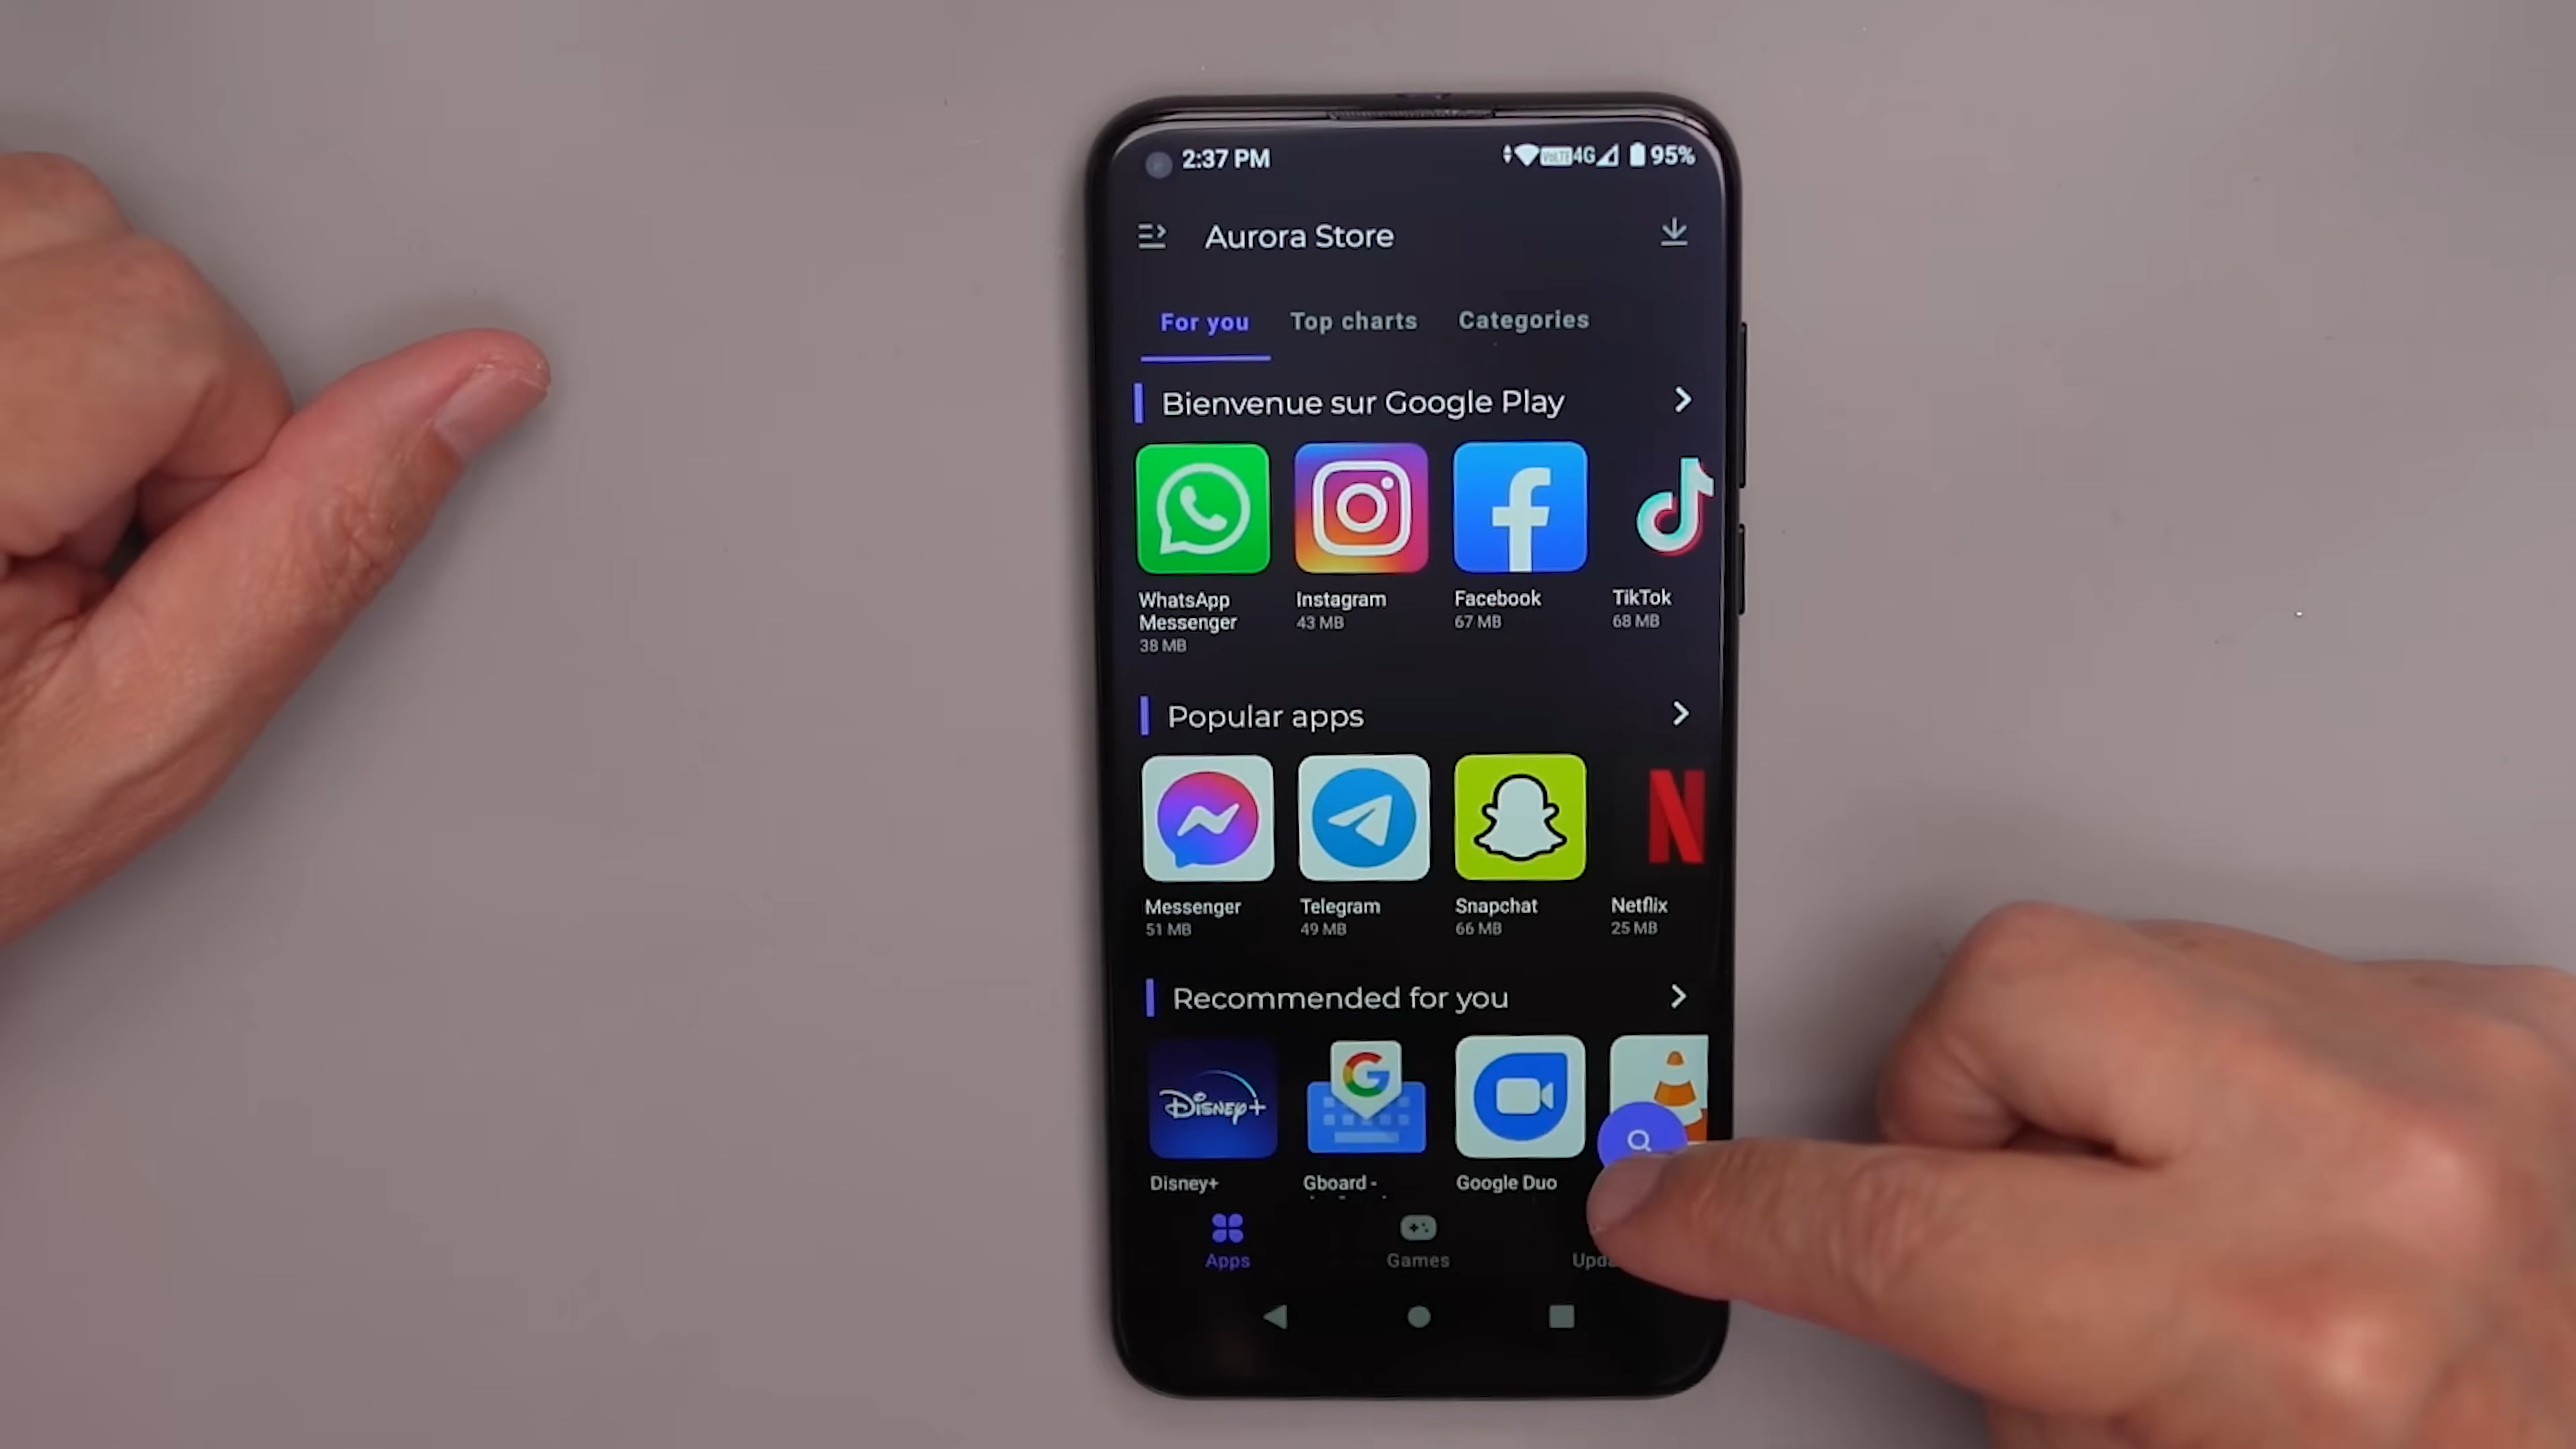 2:37 PM
VoLTE 4G 95%
Aurora Store
For you Top charts Categories
Bienvenue sur Google Play
WhatsApp Messenger
38 MB
Instagram
43 MB
Facebook
67 MB
TikTok
68 MB
Popular apps
Messenger
51 MB
Telegram
49 MB
Snapchat
66 MB
N
Netflix
25 MB
Recommended for you
Disney+
G
Disney+
Gboard -
Google Duo
Apps
Games